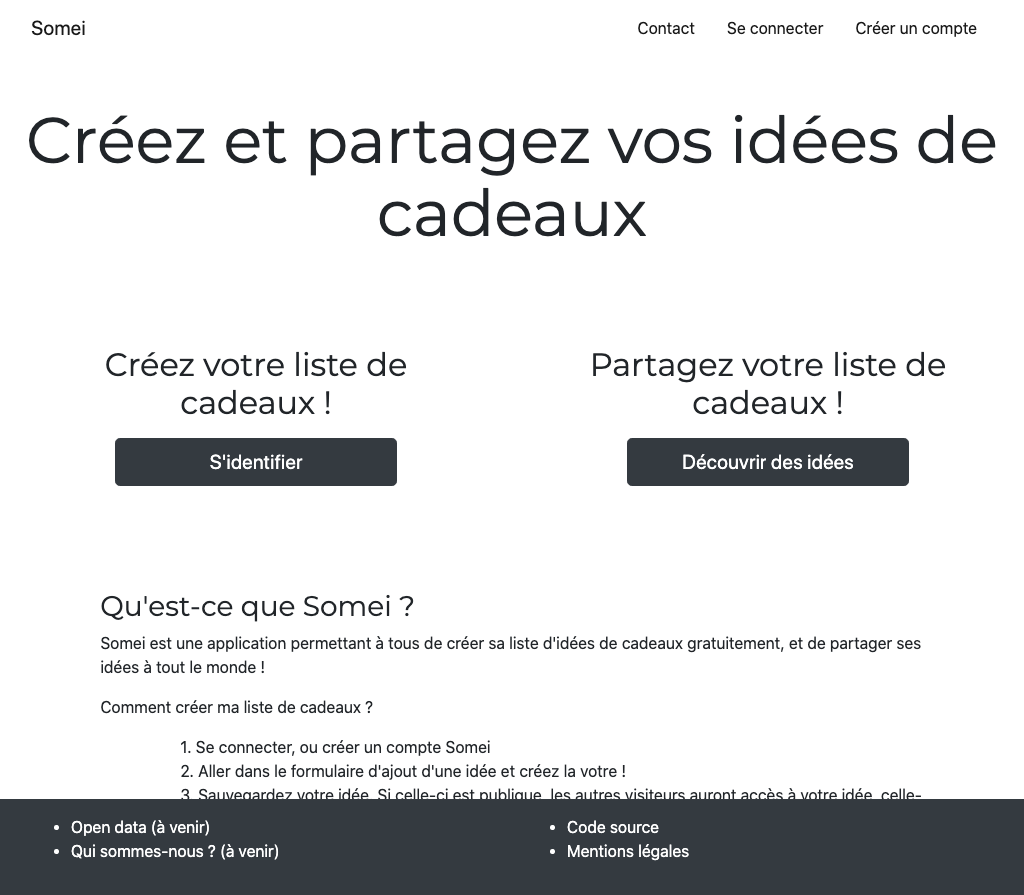 Somei
Contact
Se connecter
Créer un compte
Créez et partagez vos idées de
cadeaux
Créez votre liste de
cadeaux !
S'identifier
Partagez votre liste de
cadeaux !
Découvrir des idées
Qu'est-ce que Somei ?
Somei est une application permettant à tous de créer sa liste d'idées de cadeaux gratuitement, et de partager ses
idées à tout le monde !
Comment créer ma liste de cadeaux ?
1. Se connecter, ou créer un compte Somei
2. Aller dans le formulaire d'ajout d'une idée et créez la votre !
3. Sauvegardez votre idée. Si celle-ci est publique, les autres visiteurs auront accès à votre idée, celle-
• Open data (à venir)
• Qui sommes-nous ? (à venir)
• Code source
• Mentions légales